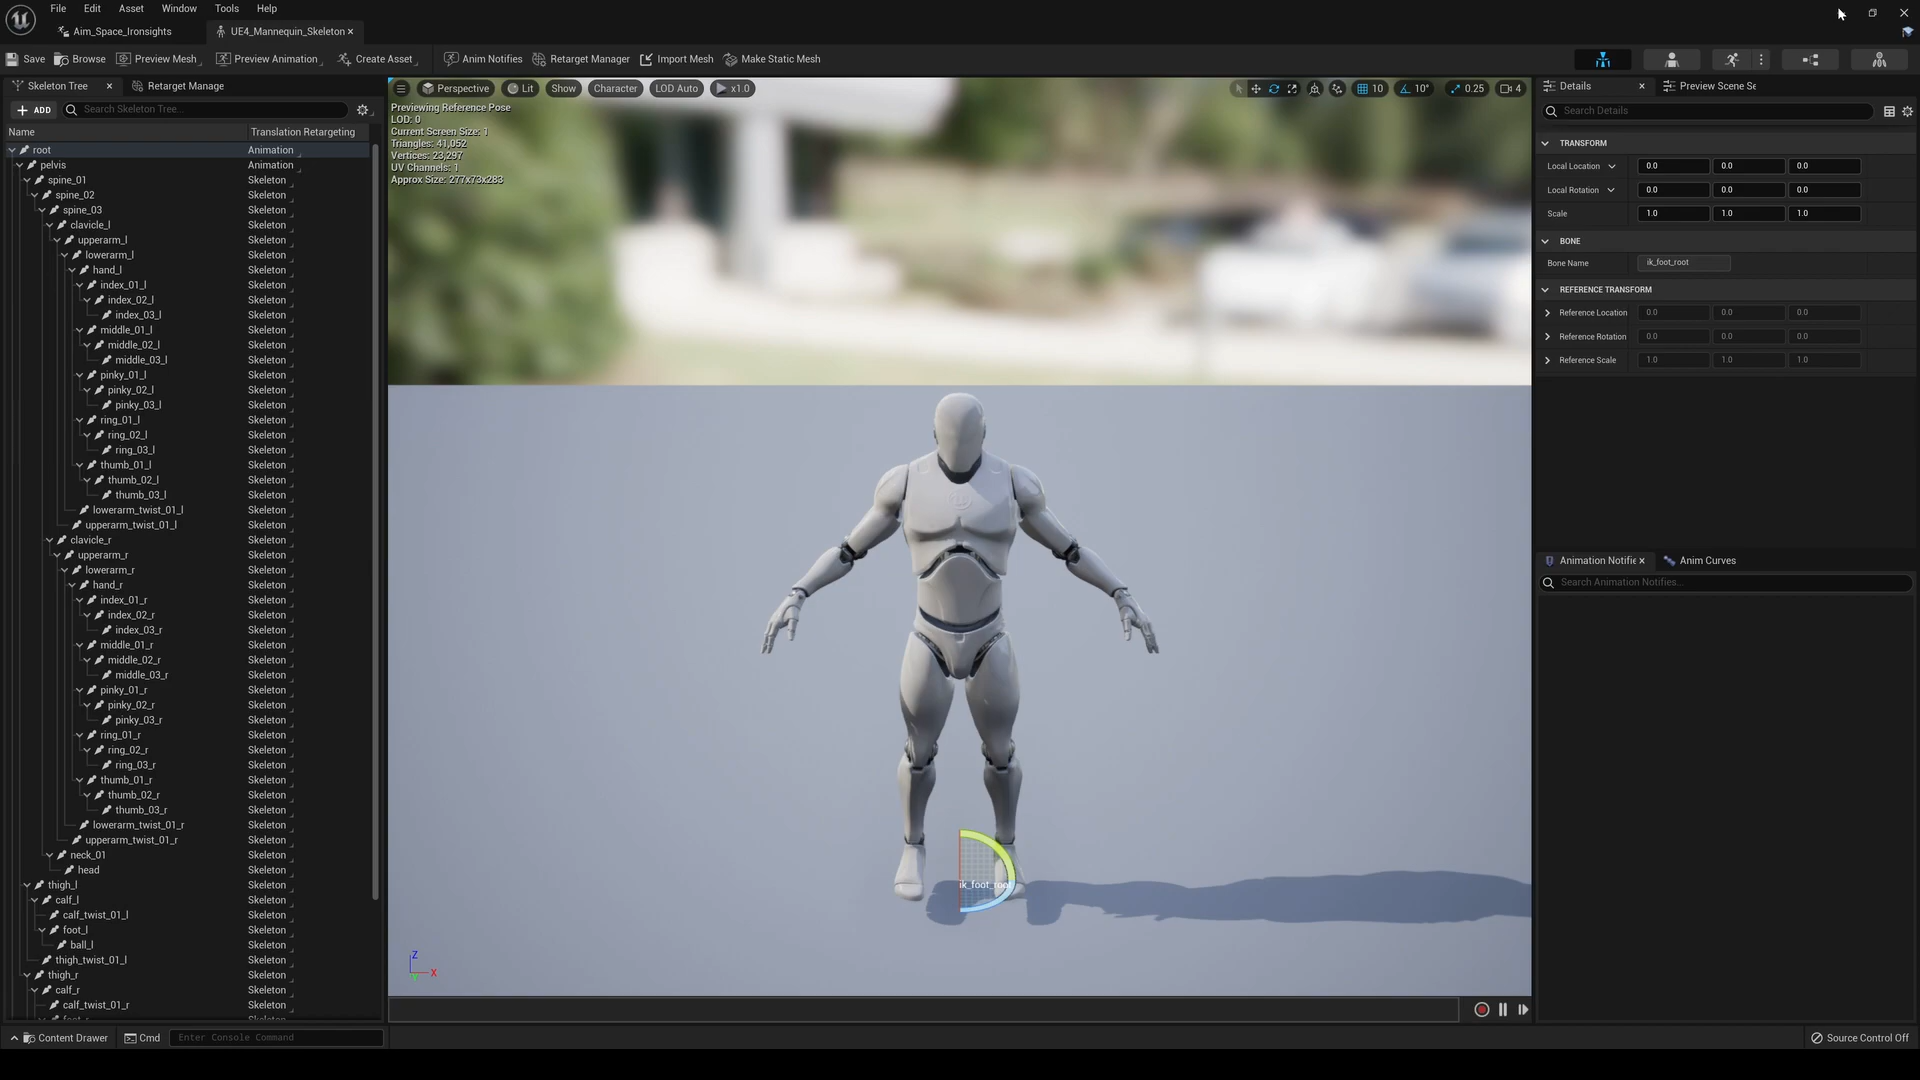 File Edit Asset Window Tools Help
Aim_Space_Ironsights UE4_Mannequin_Skeleton
Save Browse Preview Mesh Preview Animation Create Asset Anim Notifies Retarget Manager Import Mesh Make Static Mesh
Skeleton Tree Retarget Manage
ADD Search Skeleton Tree...
Name Translation Retargeting
root Animation
pelvis Animation
spine_01 Skeleton
spine_02 Skeleton
spine_03 Skeleton
clavicle_l Skeleton
upperarm_l Skeleton
lowerarm_l Skeleton
hand_l Skeleton
index_01_l Skeleton
index_02_l Skeleton
index_03_l Skeleton
middle_01_l Skeleton
middle_02_l Skeleton
middle_03_l Skeleton
pinky_01_l Skeleton
pinky_02_l Skeleton
pinky_03_l Skeleton
ring_01_l Skeleton
ring_02_l Skeleton
ring_03_l Skeleton
thumb_01_l Skeleton
thumb_02_l Skeleton
thumb_03_l Skeleton
lowerarm_twist_01_l Skeleton
upperarm_twist_01_l Skeleton
clavicle_r Skeleton
upperarm_r Skeleton
lowerarm_r Skeleton
hand_r Skeleton
index_01_r Skeleton
index_02_r Skeleton
index_03_r Skeleton
middle_01_r Skeleton
middle_02_r Skeleton
middle_03_r Skeleton
pinky_01_r Skeleton
pinky_02_r Skeleton
pinky_03_r Skeleton
ring_01_r Skeleton
ring_02_r Skeleton
ring_03_r Skeleton
thumb_01_r Skeleton
thumb_02_r Skeleton
thumb_03_r Skeleton
lowerarm_twist_01_r Skeleton
upperarm_twist_01_r Skeleton
neck_01 Skeleton
head Skeleton
thigh_l Skeleton
calf_l Skeleton
calf_twist_01_l Skeleton
foot_l Skeleton
ball_l Skeleton
thigh_twist_01_l Skeleton
thigh_r Skeleton
calf_r Skeleton
calf_twist_01_r Skeleton
Perspective Lit Show Character LOD Auto x1.0 10 10° 0.25 4
Previewing Reference Pose
LOD: 0
Current Screen Size: 1
Triangles: 41,052
Vertices: 23,297
UV Channels: 1
Approx Size: 277x73x283
ik_foot_root
Z
X
Y
Details Preview Scene Se
Search Details
TRANSFORM
Local Location 0.0 0.0 0.0
Local Rotation 0.0 0.0 0.0
Scale 1.0 1.0 1.0
BONE
Bone Name ik_foot_root
REFERENCE TRANSFORM
Reference Location 0.0 0.0 0.0
Reference Rotation 0.0 0.0 0.0
Reference Scale 1.0 1.0 1.0
Animation Notifie Anim Curves
Search Animation Notifies...
Content Drawer Cmd Enter Console Command Source Control Off